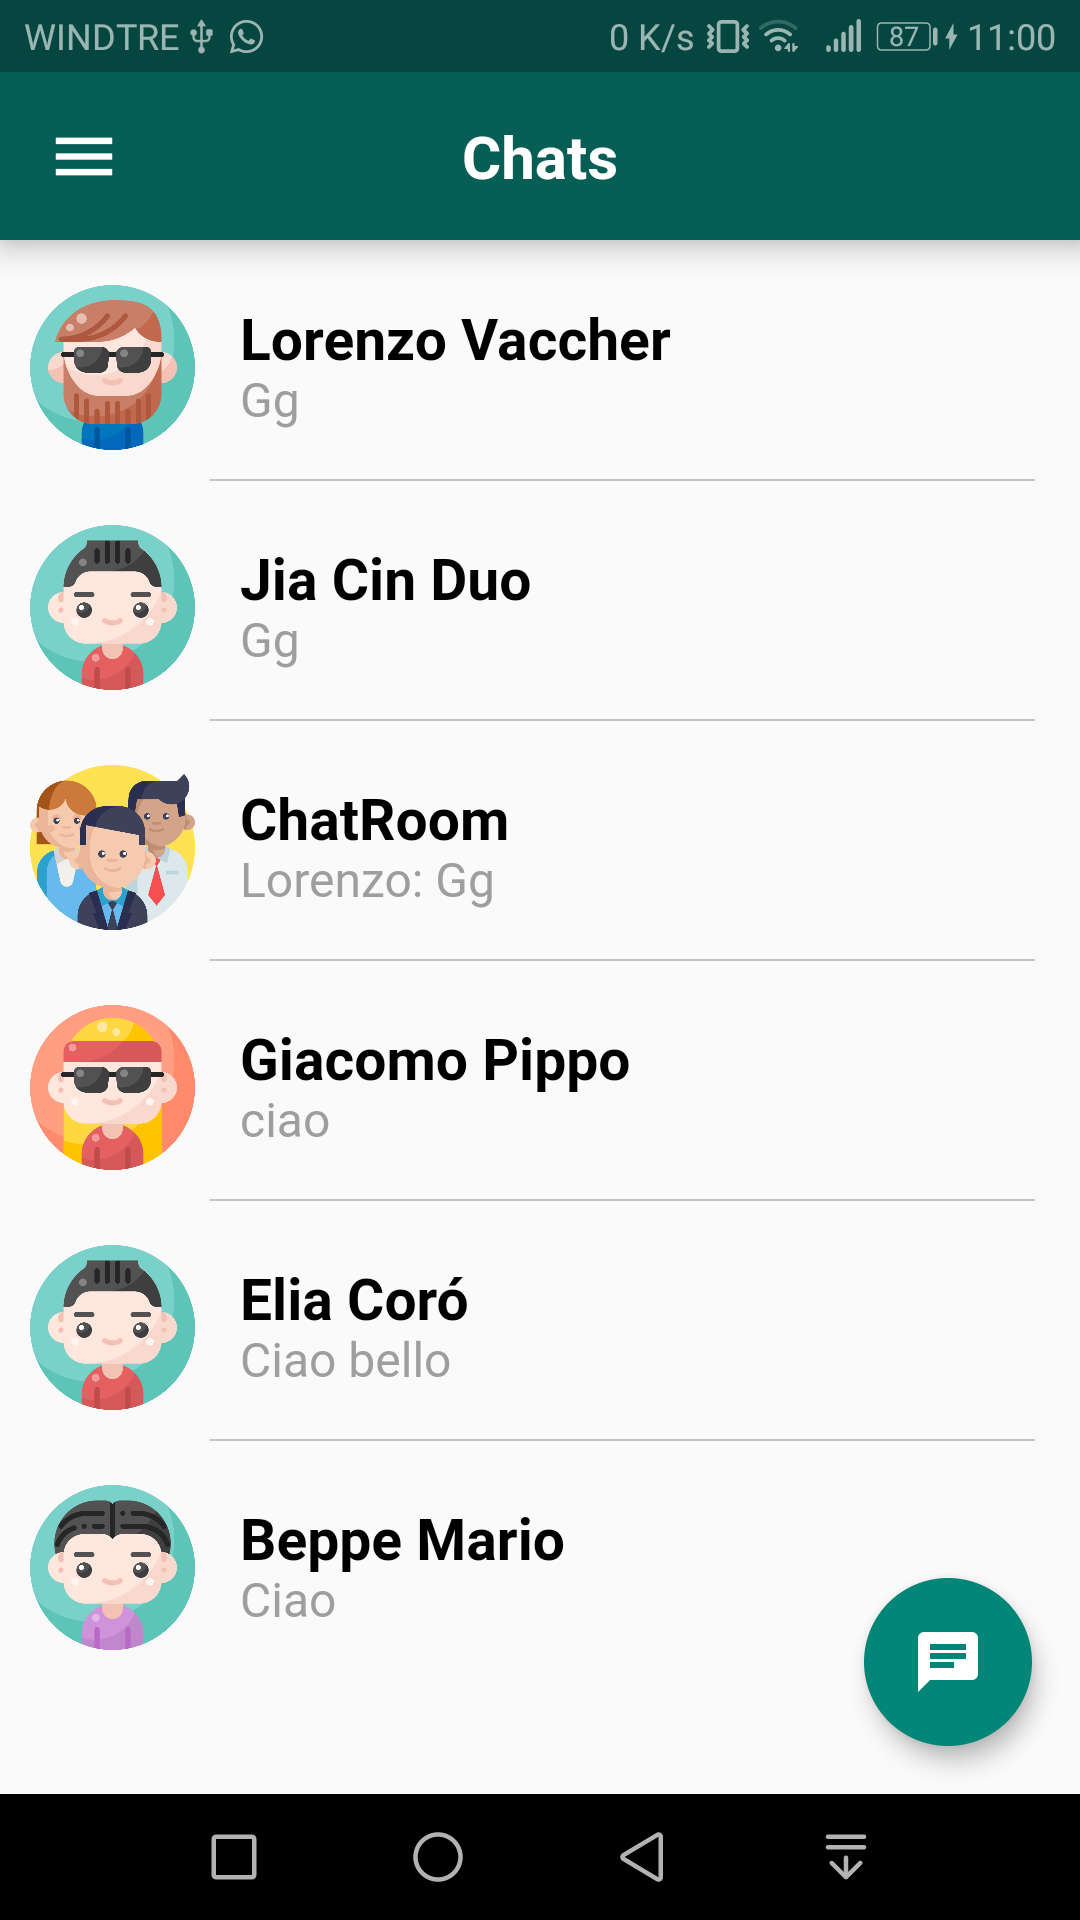 WINDTRE 0 K/s 87 11:00
Chats
Lorenzo Vaccher
Gg
Jia Cin Duo
Gg
ChatRoom
Lorenzo: Gg
Giacomo Pippo
ciao
Elia Coró
Ciao bello
Beppe Mario
Ciao